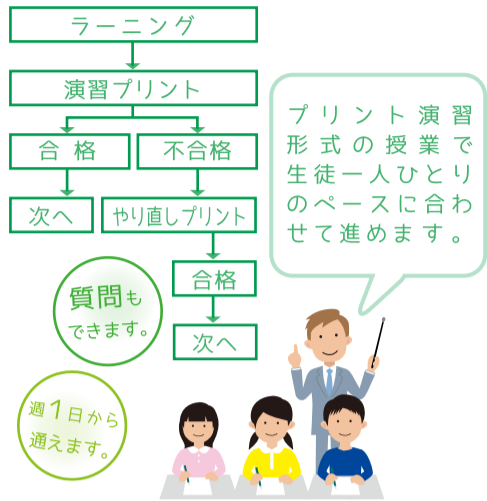 ラーニング
演習プリント
合格
不合格
次へ
やり直しプリント
合格
次へ
プリント演習
形式の授業で
生徒一人ひとり
のペースに合わ
せて進めます。
質問も
できます。
週1日から
通えます。